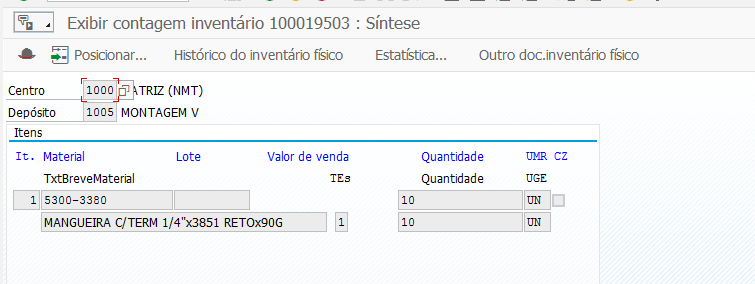 Exibir contagem inventário 100019503 : Síntese
Posicionar... Histórico do inventário físico Estatística... Outro doc.inventário físico
Centro 1000 ATRIZ (NMT)
Depósito 1005 MONTAGEM V
Itens
It. Material Lote Valor de venda Quantidade UMR CZ
TxtBreveMaterial TEs Quantidade UGE
1 5300-3380 10 UN
MANGUEIRA C/TERM 1/4"x3851 RETOx90G 1 10 UN